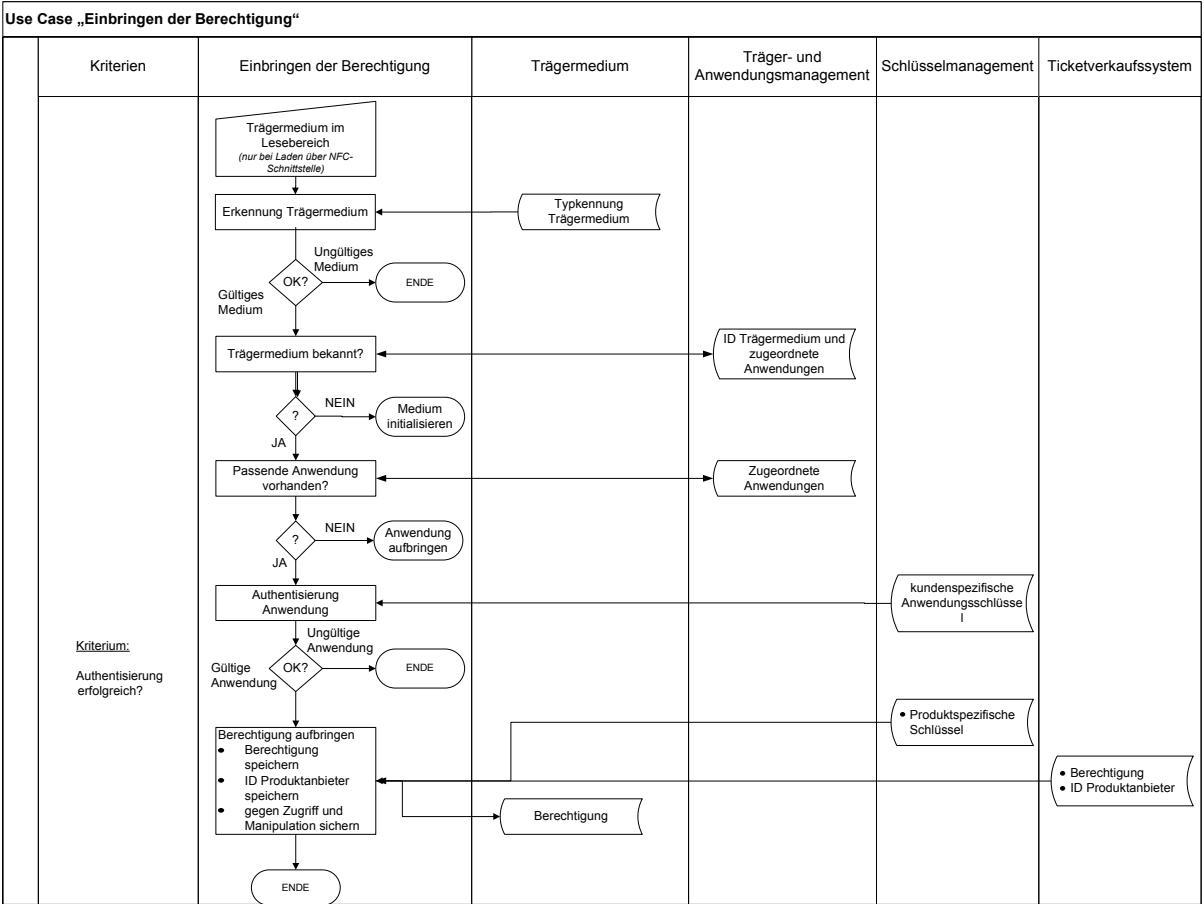 Use Case „Einbringen der Berechtigung“
Kriterien
Einbringen der Berechtigung
Trägermedium
Träger- und
Anwendungsmanagement
Schlüsselmanagement
Ticketverkaufssystem
Trägermedium im
Lesebereich
(nur bei Laden über NFC-
Schnittstelle)
Erkennung Trägermedium
Typkennung
Trägermedium
Ungültiges
Medium
OK?
ENDE
Gültiges
Medium
Trägermedium bekannt?
ID Trägermedium und
zugeordnete
Anwendungen
NEIN
?
Medium
initialisieren
JA
Passende Anwendung
vorhanden?
Zugeordnete
Anwendungen
NEIN
?
Anwendung
aufbringen
JA
Authentisierung
Anwendung
kundenspezifische
Anwendungsschlüsse
l
Ungültige
Anwendung
Kriterium:
Authentisierung
erfolgreich?
OK?
ENDE
Gültige
Anwendung
• Produktspezifische
Schlüssel
Berechtigung aufbringen
• Berechtigung
speichern
• ID Produktanbieter
speichern
• gegen Zugriff und
Manipulation sichern
• Berechtigung
• ID Produktanbieter
Berechtigung
ENDE